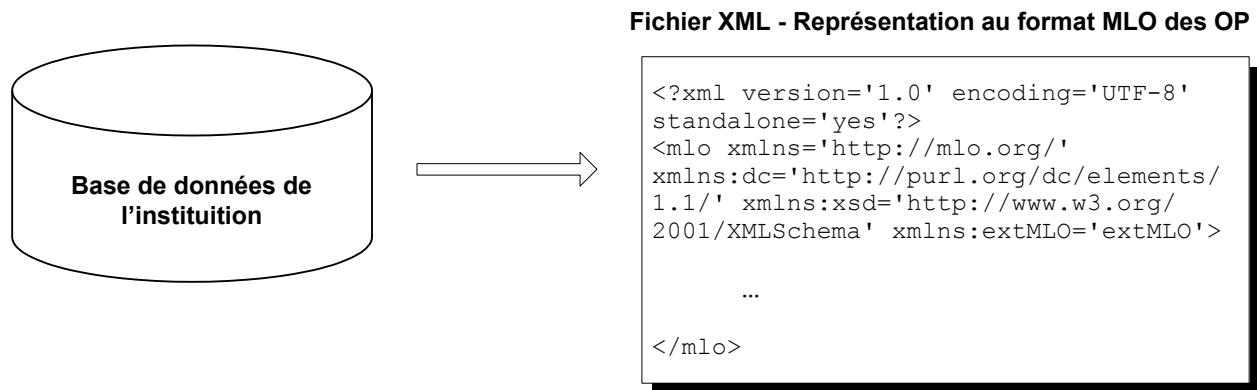 Fichier XML - Représentation au format MLO des OP
Base de données de
l'instituition
<?xml version='1.0' encoding='UTF-8'
standalone='yes'?>
<mlo xmlns='http://mlo.org/'
xmlns:dc='http://purl.org/dc/elements/
1.1/' xmlns:xsd='http://www.w3.org/
2001/XMLSchema' xmlns:extMLO='extMLO'>
…
</mlo>